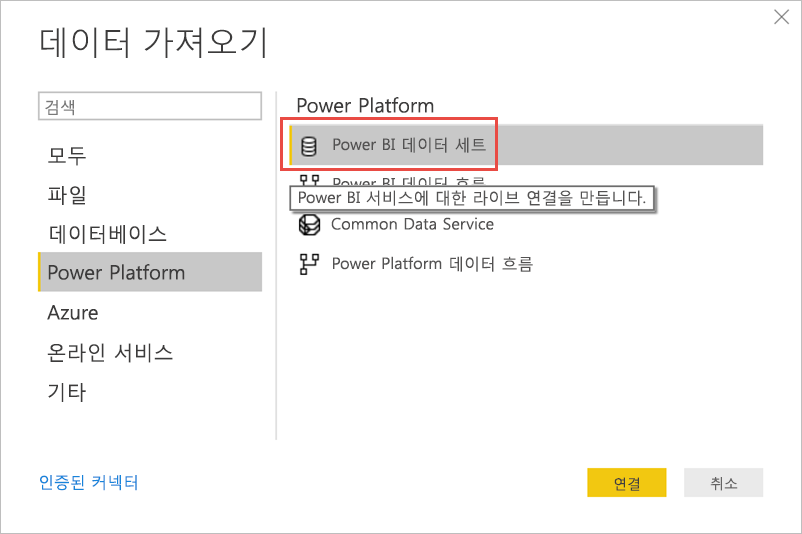 데이터 가져오기
검색
모두
파일
데이터베이스
Power Platform
Azure
온라인 서비스
기타
인증된 커넥터
Power Platform
Power BI 데이터 세트
Power BI 데이터 흐름
Power BI 서비스에 대한 라이브 연결을 만듭니다.
Common Data Service
Power Platform 데이터 흐름
연결
취소